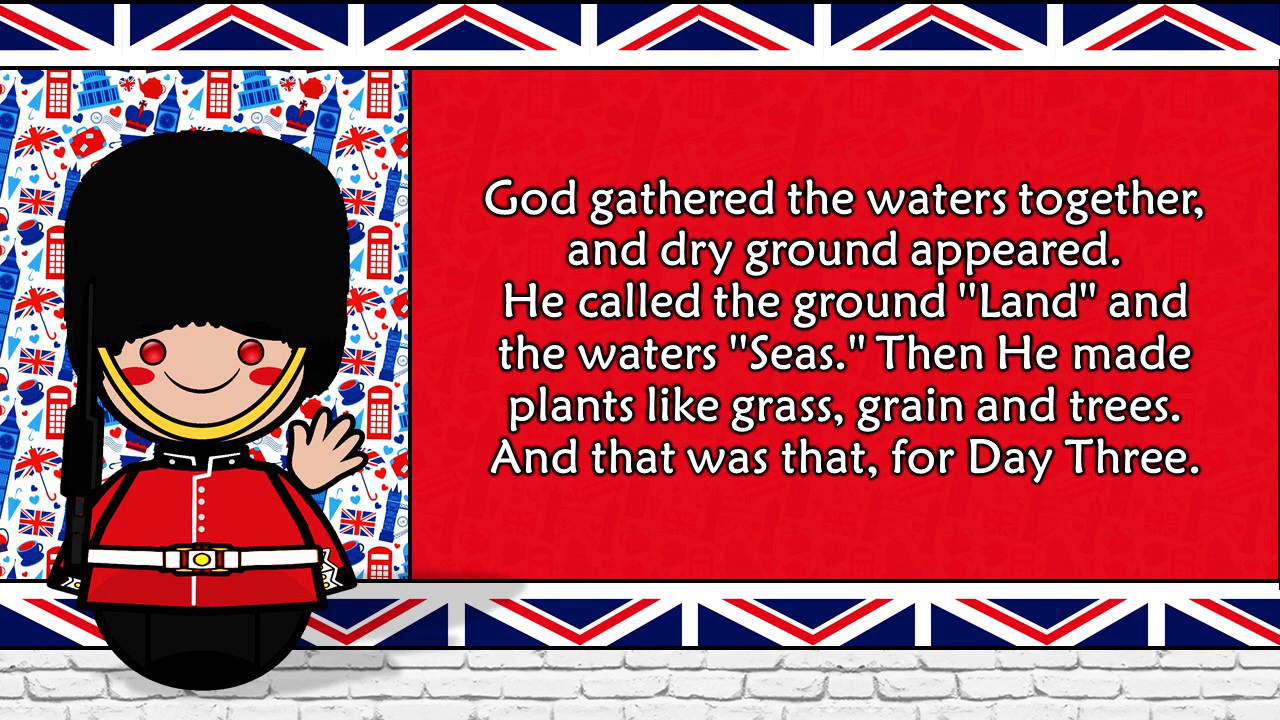 God gathered the waters together,
and dry ground appeared.
He called the ground "Land" and
the waters "Seas." Then He made
plants like grass, grain and trees.
And that was that, for Day Three.